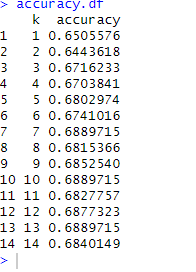 > accuracy.df
k accuracy
1 1 0.6505576
2 2 0.6443618
3 3 0.6716233
4 4 0.6703841
5 5 0.6802974
6 6 0.6741016
7 7 0.6889715
8 8 0.6815366
9 9 0.6852540
10 10 0.6889715
11 11 0.6827757
12 12 0.6877323
13 13 0.6889715
14 14 0.6840149
>